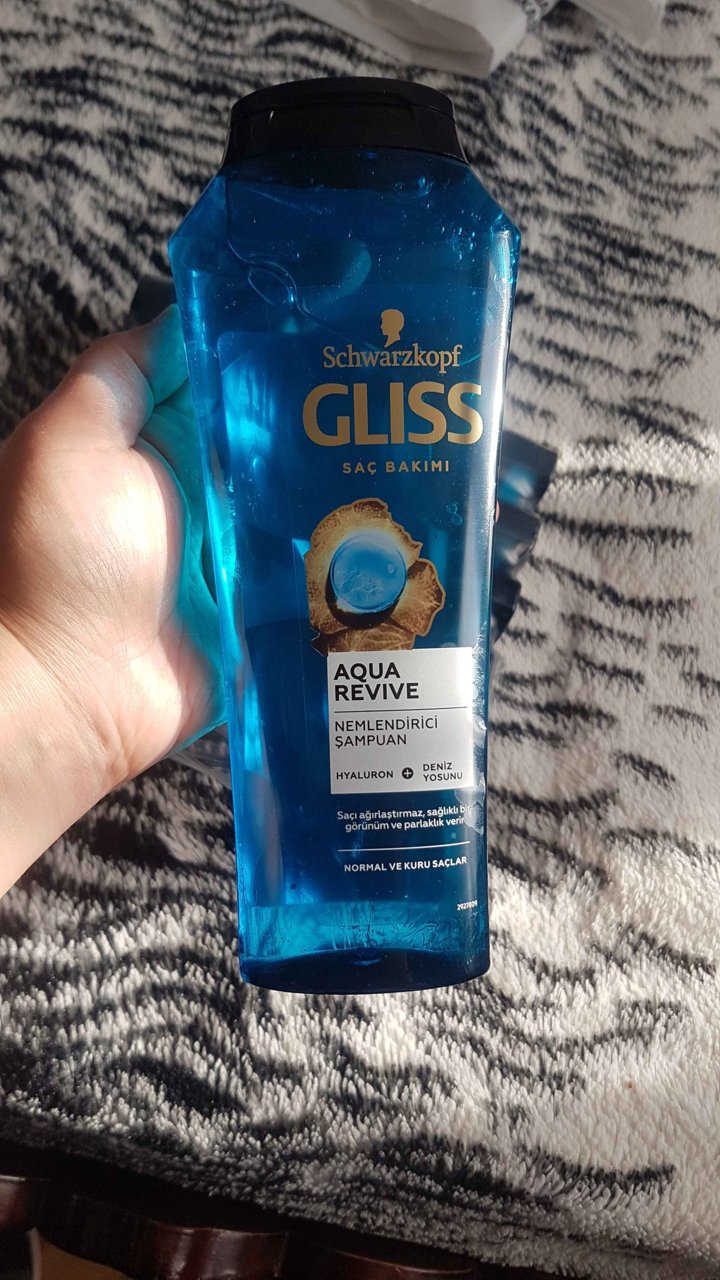 Schwarzkopf
GLISS
SAÇ BAKIMI
AQUA
REVIVE
NEMLENDİRİCİ
ŞAMPUAN
HYALURON + DENİZ
YOSUNU
Saçı ağırlaştırmaz, sağlıklı bir
görünüm ve parlaklık verir
NORMAL VE KURU SAÇLAR
2927809